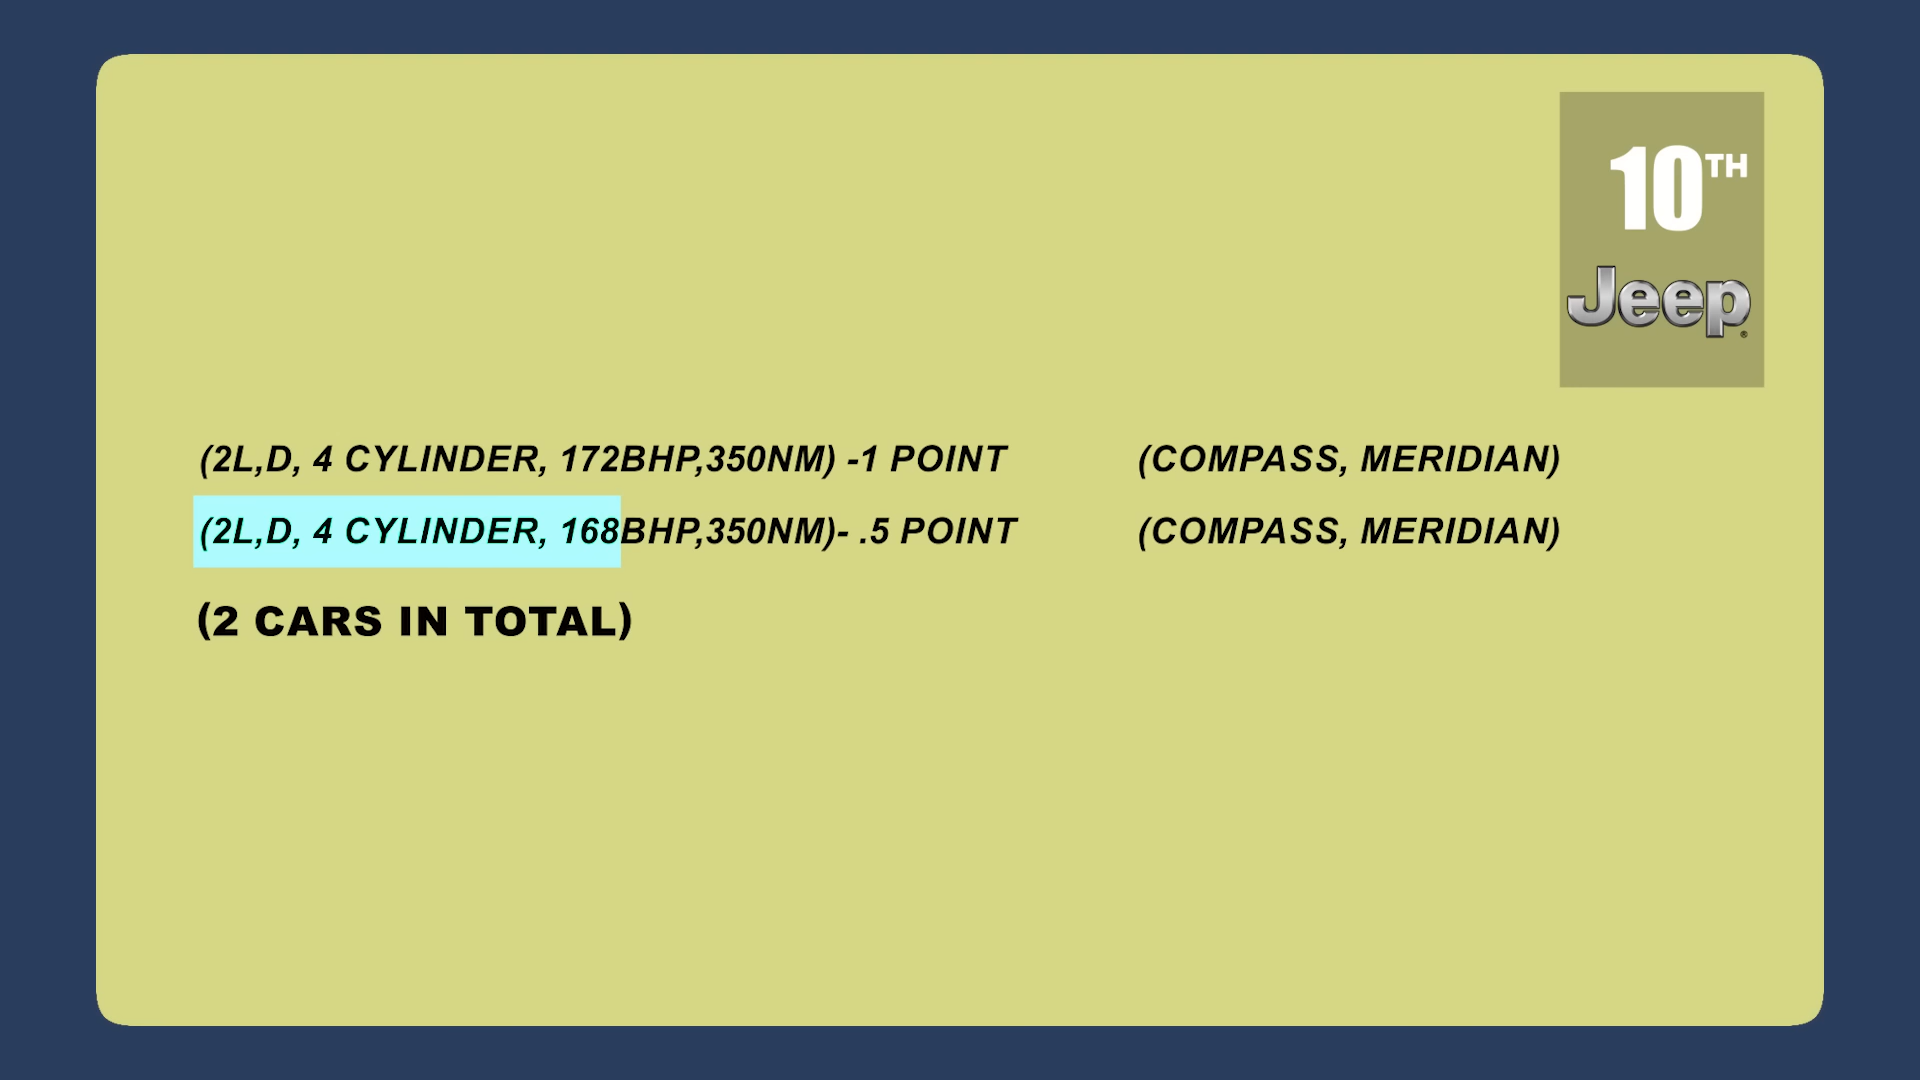 10TH
Jeep
(2L,D, 4 CYLINDER, 172BHP,350NM) -1 POINT (COMPASS, MERIDIAN)
(2L,D, 4 CYLINDER, 168BHP,350NM)- .5 POINT (COMPASS, MERIDIAN)
(2 CARS IN TOTAL)